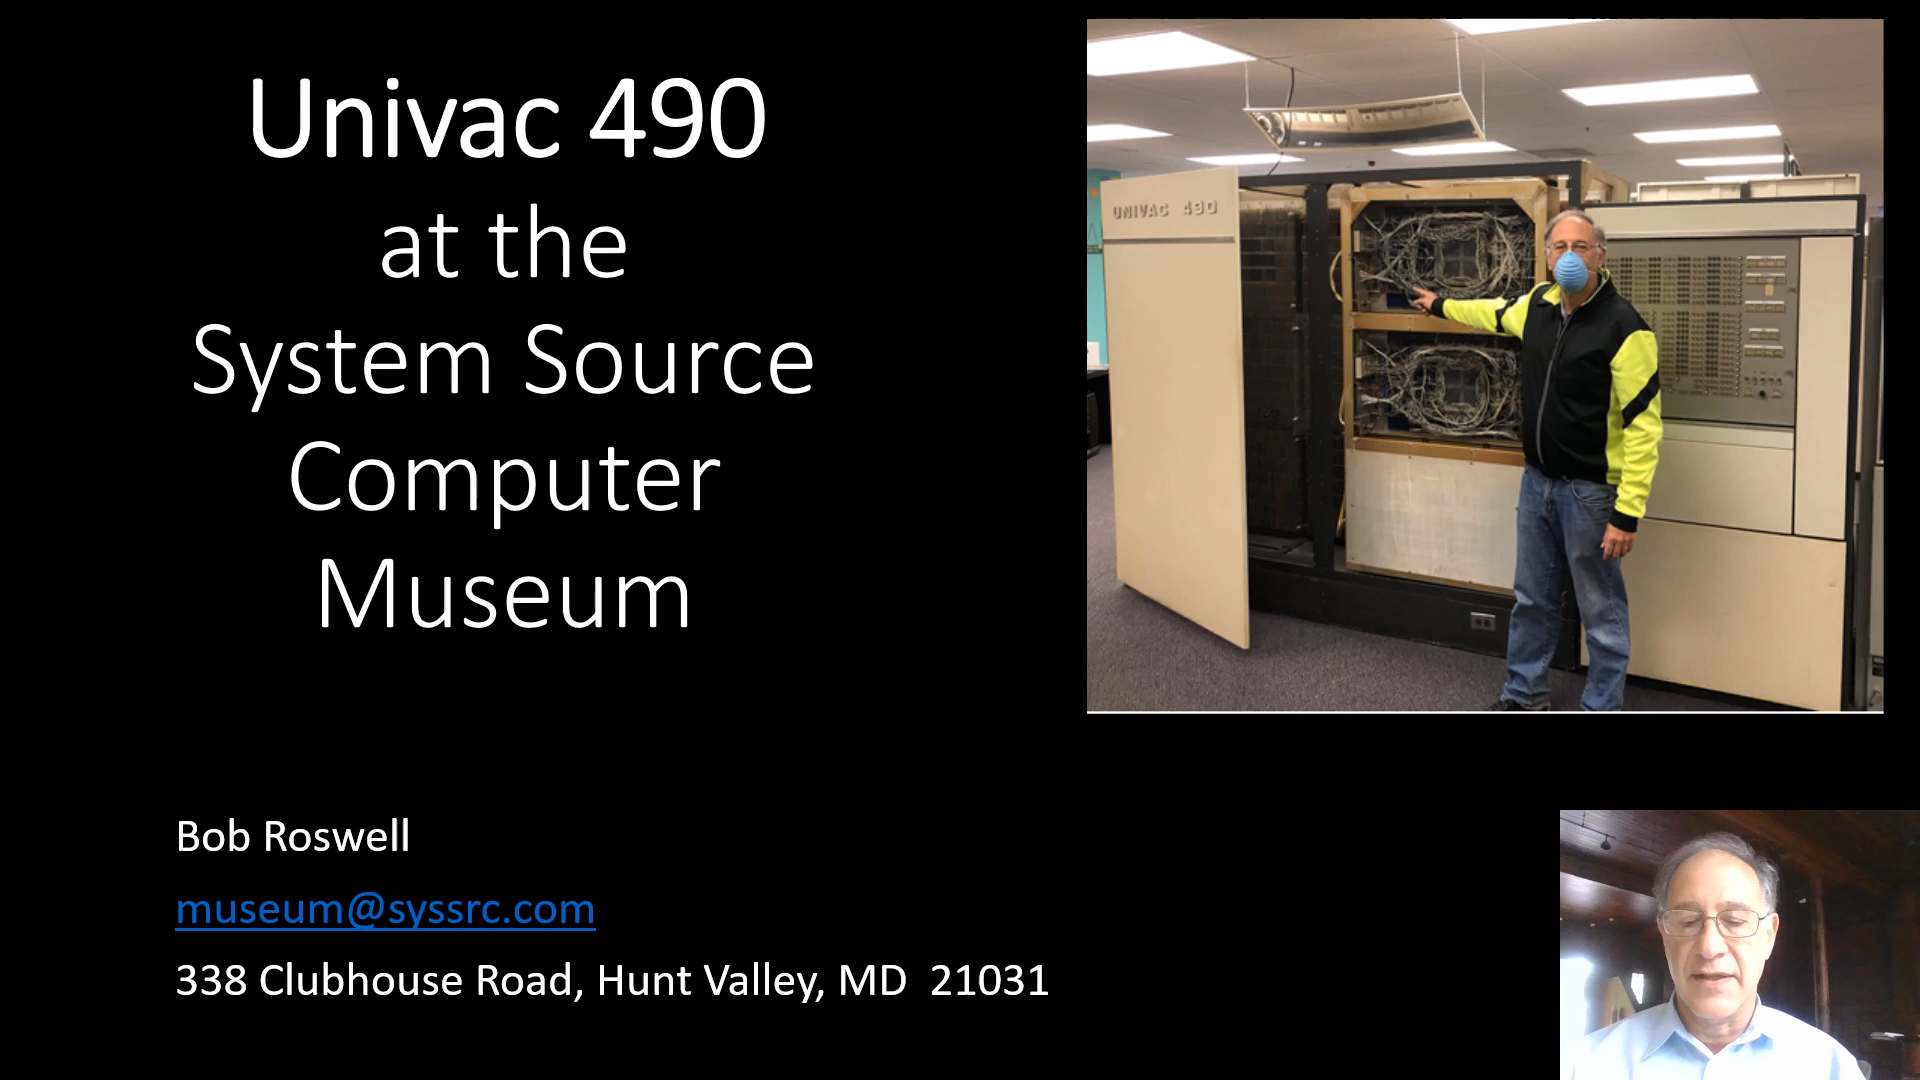 Univac 490
at the
System Source
Computer
Museum
UNIVAC 490
Bob Roswell
museum@syssrc.com
338 Clubhouse Road, Hunt Valley, MD 21031